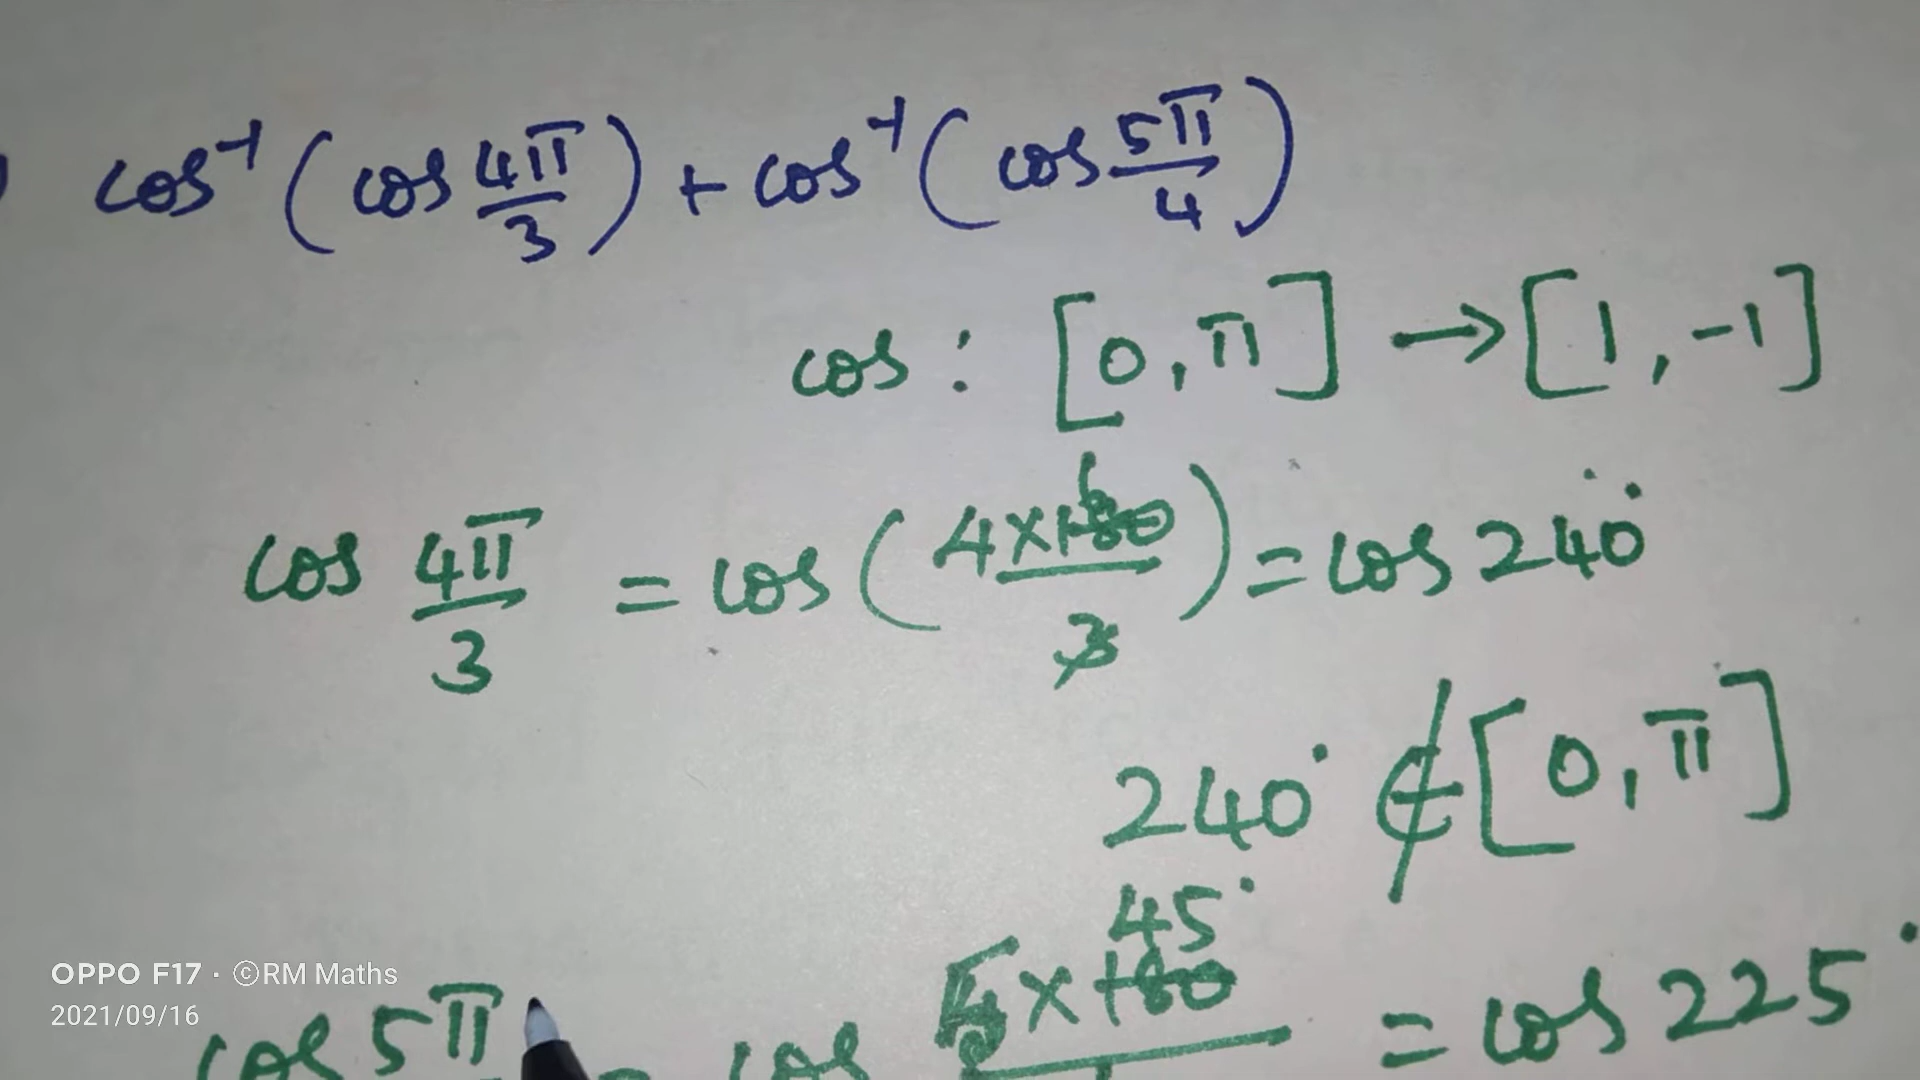 cos⁻¹(cos 4π/3) + cos⁻¹(cos 5π/4)
cos : [0, π] → [1, -1]
cos 4π/3 = cos(4×180/3) = cos 240°
240° ∉ [0, π]
45°
cos 5π = cos 5×180 = cos 225°
OPPO F17 · ©RM Maths
2021/09/16